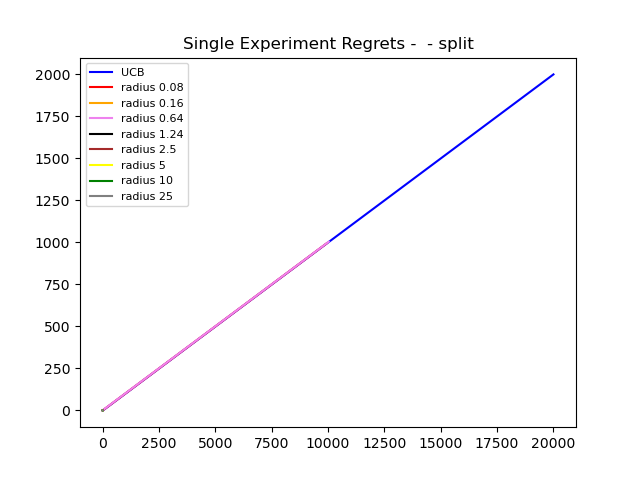 Single Experiment Regrets -  - split
2000
1750
1500
1250
1000
750
500
250
0
UCB
radius 0.08
radius 0.16
radius 0.64
radius 1.24
radius 2.5
radius 5
radius 10
radius 25
0 2500 5000 7500 10000 12500 15000 17500 20000